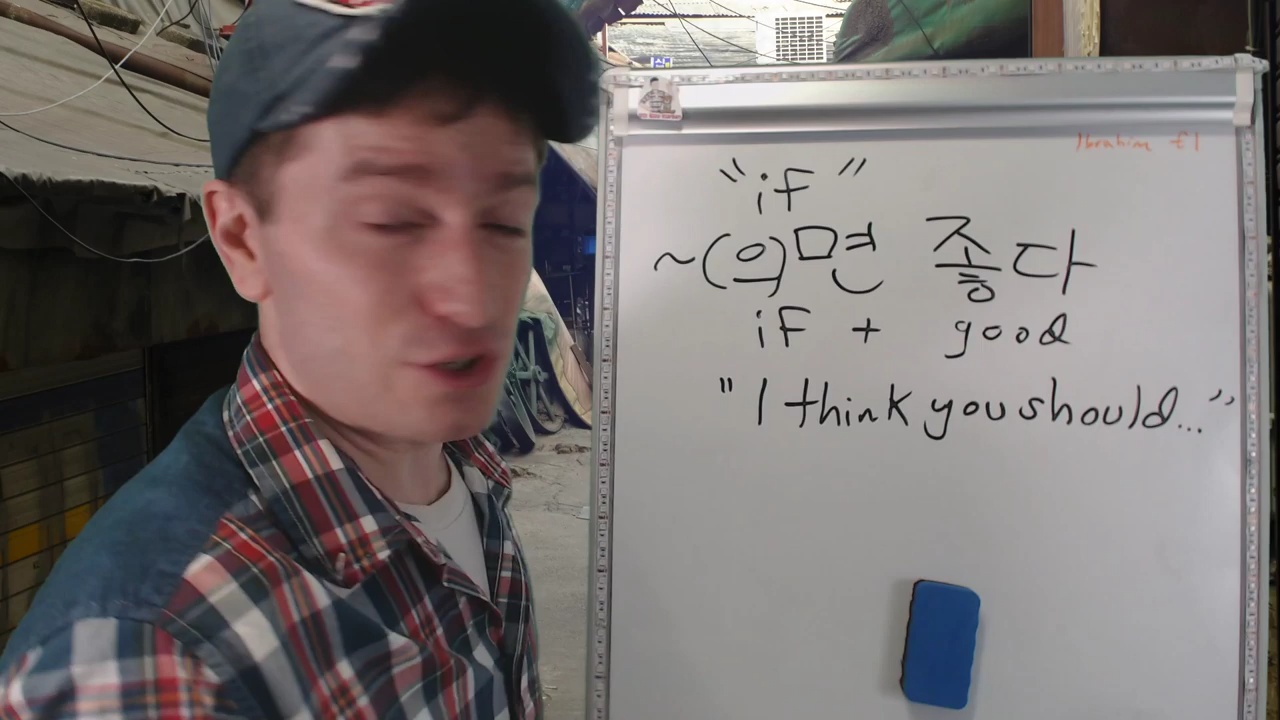 Ibrahim
"if"
~(으)면 좋다
if + good
"I think you should..."